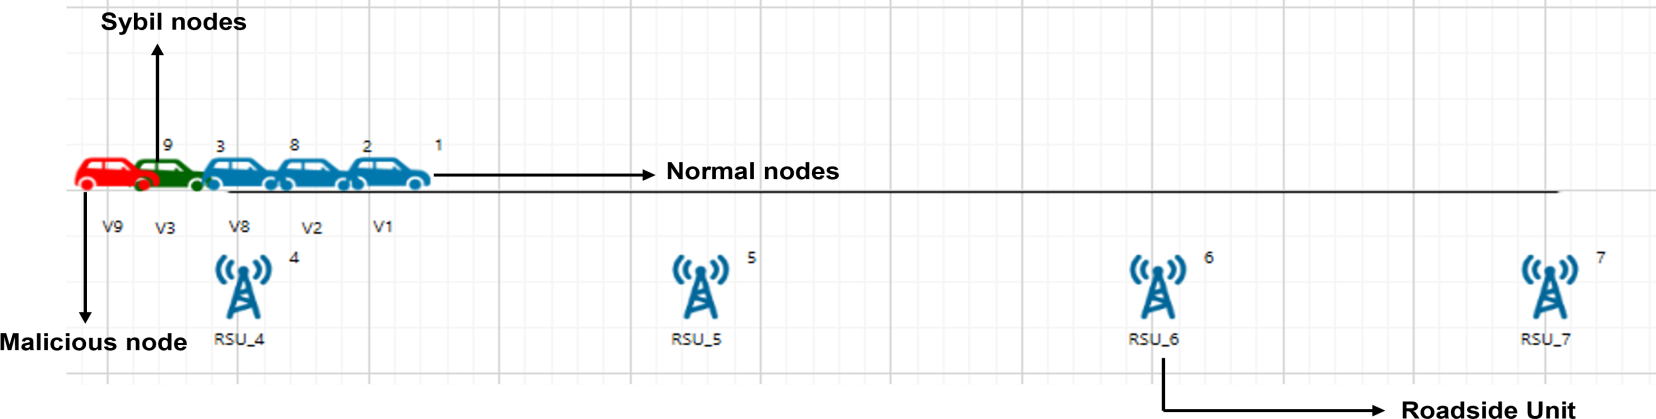 Sybil nodes
9 3 8 2 1
Normal nodes
V9 V3 V8 V2 V1
4 5 6 7
Malicious node RSU_4 RSU_5 RSU_6 RSU_7
Roadside Unit